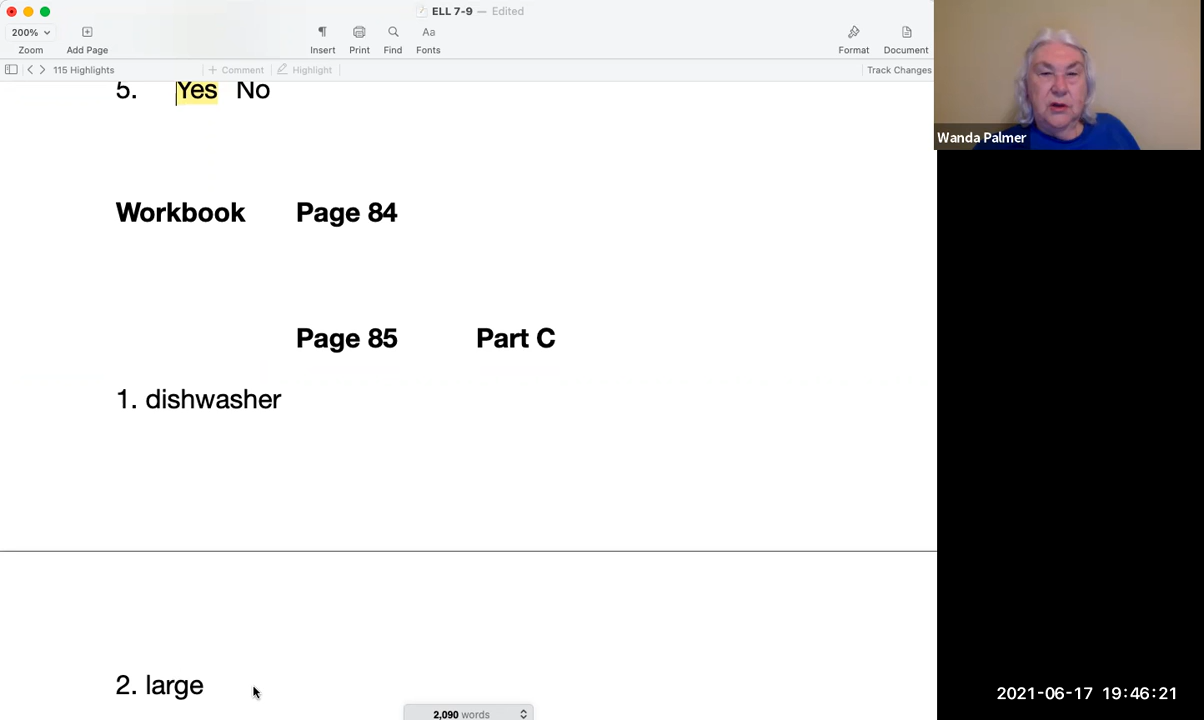 ELL 7-9 — Edited
200%
Zoom
Add Page
Insert
Print
Find
Aa
Fonts
Format
Document
115 Highlights
+ Comment
Highlight
Track Changes
5. Yes No
Workbook Page 84
Page 85 Part C
1. dishwasher
2. large
2,090 words
Wanda Palmer
2021-06-17 19:46:21